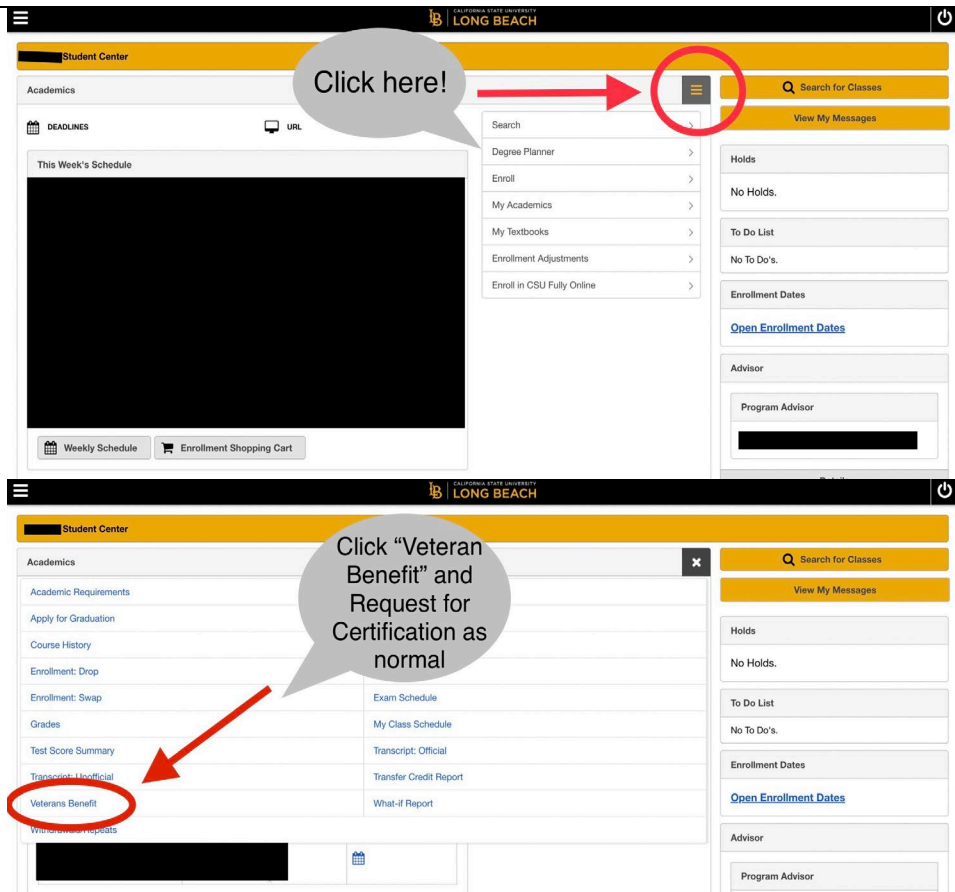 CALIFORNIA STATE UNIVERSITY
LB LONG BEACH
Student Center
Click here!
Academics
Search for Classes
View My Messages
DEADLINES
URL
Search
Degree Planner
Enroll
My Academics
My Textbooks
Enrollment Adjustments
Enroll in CSU Fully Online
This Week's Schedule
Weekly Schedule
Enrollment Shopping Cart
Holds
No Holds.
To Do List
No To Do's.
Enrollment Dates
Open Enrollment Dates
Advisor
Program Advisor
CALIFORNIA STATE UNIVERSITY
LB LONG BEACH
Student Center
Click “Veteran
Benefit” and
Request for
Certification as
normal
Academics
Academic Requirements
Apply for Graduation
Course History
Enrollment: Drop
Enrollment: Swap
Exam Schedule
Grades
My Class Schedule
Test Score Summary
Transcript: Official
Transcript: Unofficial
Transfer Credit Report
Veterans Benefit
What-if Report
Search for Classes
View My Messages
Holds
No Holds.
To Do List
No To Do's.
Enrollment Dates
Open Enrollment Dates
Advisor
Program Advisor